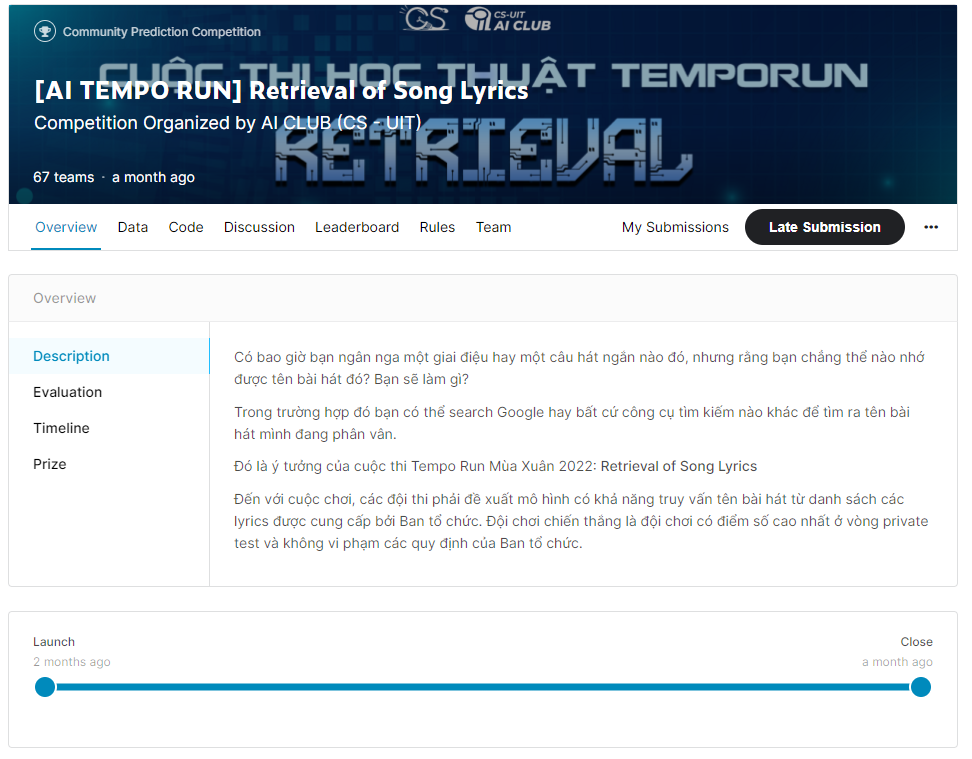 CS
CS-UIT
AI CLUB
Community Prediction Competition
CUỘC THI HỌC THUẬT TEMPORUN
[AI TEMPO RUN] Retrieval of Song Lyrics
Competition Organized by AI CLUB (CS - UIT)
RETRIEVAL
67 teams · a month ago
Overview Data Code Discussion Leaderboard Rules Team My Submissions Late Submission
Overview
Description
Evaluation
Timeline
Prize
Có bao giờ bạn ngân nga một giai điệu hay một câu hát ngắn nào đó, nhưng rằng bạn chẳng thể nào nhớ
được tên bài hát đó? Bạn sẽ làm gì?
Trong trường hợp đó bạn có thể search Google hay bất cứ công cụ tìm kiếm nào khác để tìm ra tên bài
hát mình đang phân vân.
Đó là ý tưởng của cuộc thi Tempo Run Mùa Xuân 2022: Retrieval of Song Lyrics
Đến với cuộc chơi, các đội thi phải đề xuất mô hình có khả năng truy vấn tên bài hát từ danh sách các
lyrics được cung cấp bởi Ban tổ chức. Đội chơi chiến thắng là đội chơi có điểm số cao nhất ở vòng private
test và không vi phạm các quy định của Ban tổ chức.
Launch Close
2 months ago a month ago